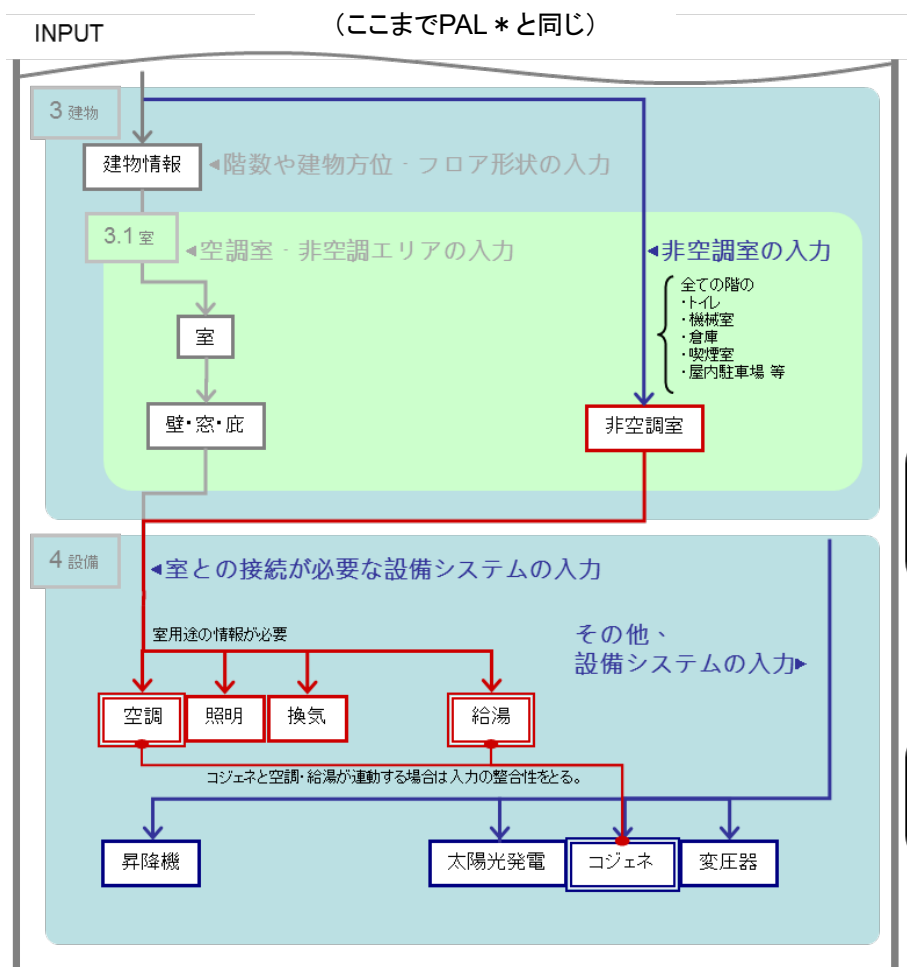 (ここまでPAL*と同じ)
INPUT
3 建物
建物情報
◂階数や建物方位‐フロア形状の入力
3.1 室
◂空調室‐非空調エリアの入力
◂非空調室の入力
全ての階の
・トイレ
・機械室
・倉庫
・喫煙室
・屋内駐車場 等
室
壁・窓・庇
非空調室
4 設備
◂室との接続が必要な設備システムの入力
室用途の情報が必要
その他、
設備システムの入力▸
空調
照明
換気
給湯
コジェネと空調・給湯が連動する場合は入力の整合性をとる。
昇降機
太陽光発電
コジェネ
変圧器